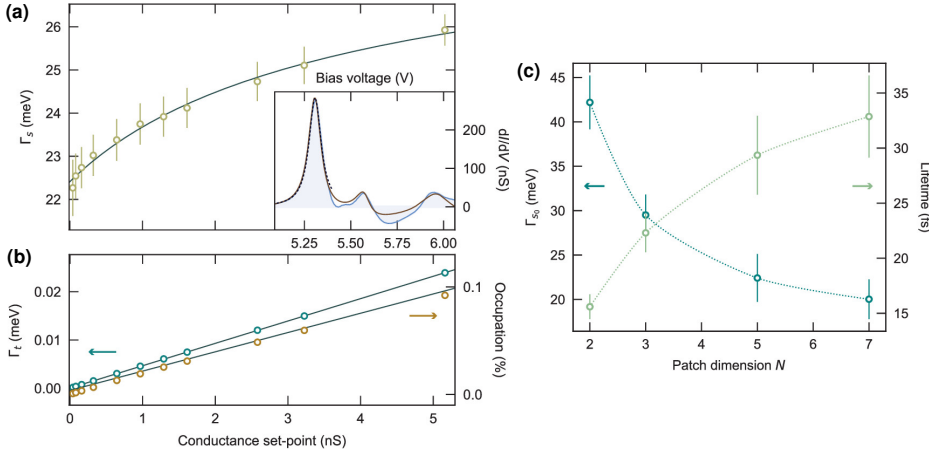 (a)
26
25
24
23
22
Γs (meV)
Bias voltage (V)
200
100
0
dI/dV (nS)
5.25 5.50 5.75 6.00
(b)
0.02
0.01
0.00
Γt (meV)
0.1
0.0
Occupation (%)
0 1 2 3 4 5
Conductance set-point (nS)
(c)
45
40
35
30
25
20
Γs0 (meV)
35
33
29
22
15
Lifetime (fs)
2 3 4 5 6 7
Patch dimension N